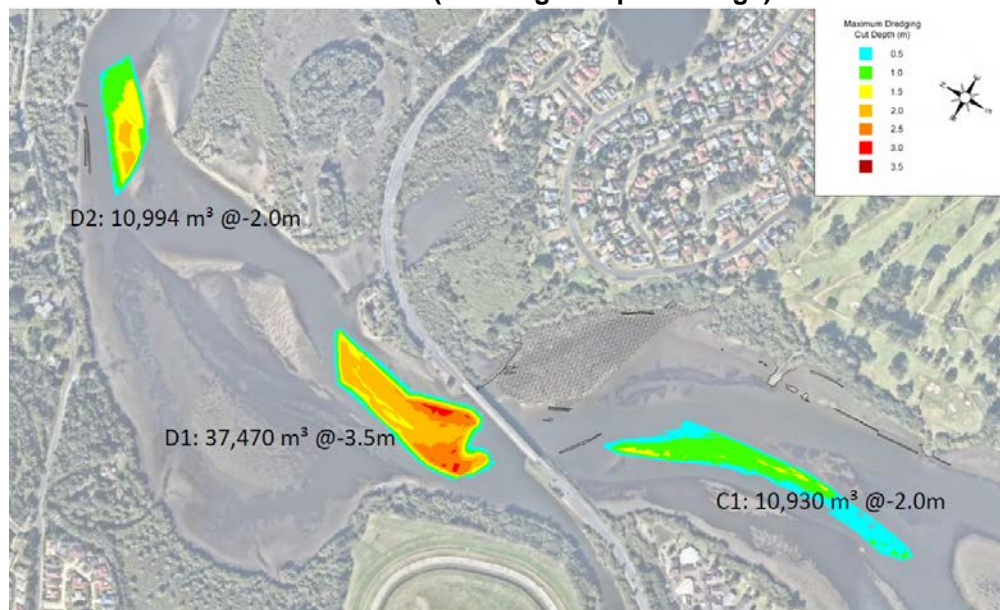 Maximum Dredging
Cut Depth (m)
0.5
1.0
1.5
2.0
2.5
3.0
3.5
D2: 10,994 m³ @-2.0m
D1: 37,470 m³ @-3.5m
C1: 10,930 m³ @-2.0m